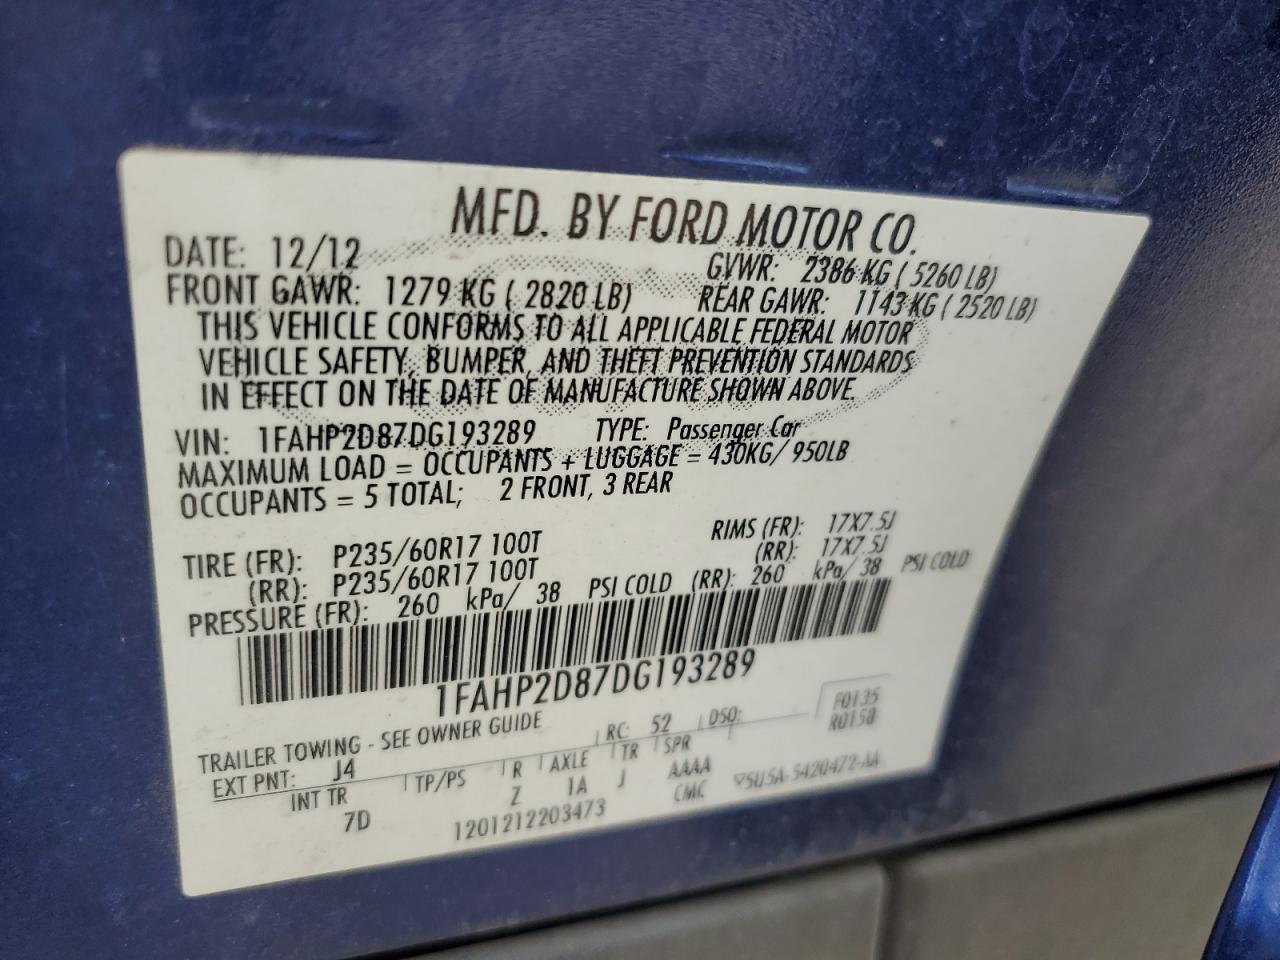 MFD. BY FORD MOTOR CO.
DATE: 12/12 GVWR: 2386 KG ( 5260 LB)
FRONT GAWR: 1279 KG ( 2820 LB) REAR GAWR: 1143 KG ( 2520 LB)
THIS VEHICLE CONFORMS TO ALL APPLICABLE FEDERAL MOTOR
VEHICLE SAFETY, BUMPER, AND THEFT PREVENTION STANDARDS
IN EFFECT ON THE DATE OF MANUFACTURE SHOWN ABOVE.
VIN: 1FAHP2D87DG193289 TYPE: Passenger Car
MAXIMUM LOAD = OCCUPANTS + LUGGAGE = 430KG/ 950LB
OCCUPANTS = 5 TOTAL; 2 FRONT, 3 REAR
TIRE (FR): P235/60R17 100T RIMS (FR): 17X7.5J
(RR): P235/60R17 100T (RR): 17X7.5J
PRESSURE (FR): 260 kPa/ 38 PSI COLD (RR): 260 kPa/ 38 PSI COLD
1FAHP2D87DG193289
TRAILER TOWING - SEE OWNER GUIDE RC: 52 DSO: F0135
R0158
EXT PNT: J4 TP/PS R AXLE TR SPR
INT TR Z 1A J AAAA
7D 1201212203473 CMC 5U5A-5420472-AA